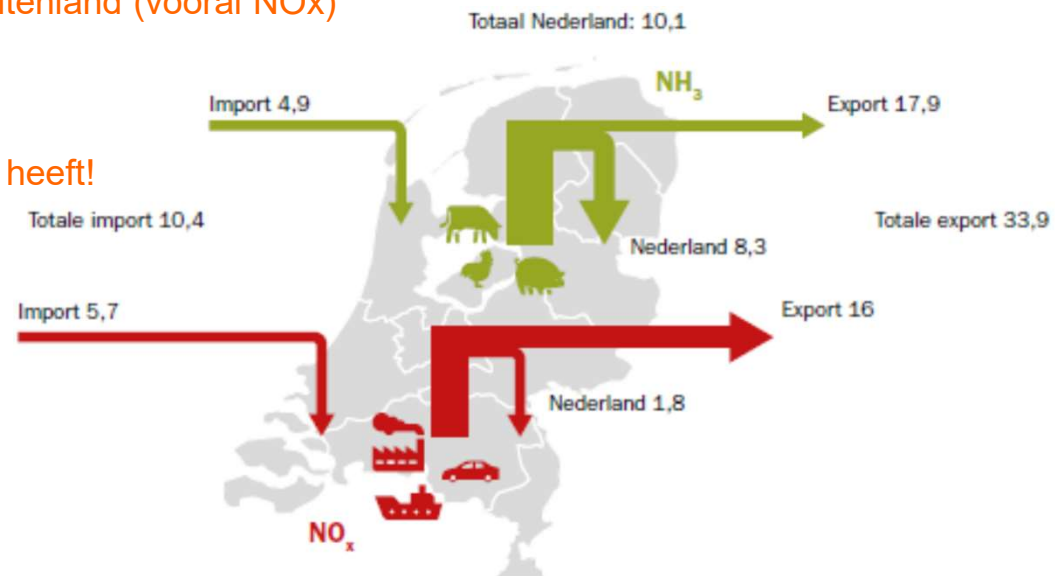 (vooral NOx)
Totaal Nederland: 10,1
NH₃
Import 4,9
Export 17,9
heeft!
Totale import 10,4
Totale export 33,9
Nederland 8,3
Import 5,7
Export 16
Nederland 1,8
NOₓ